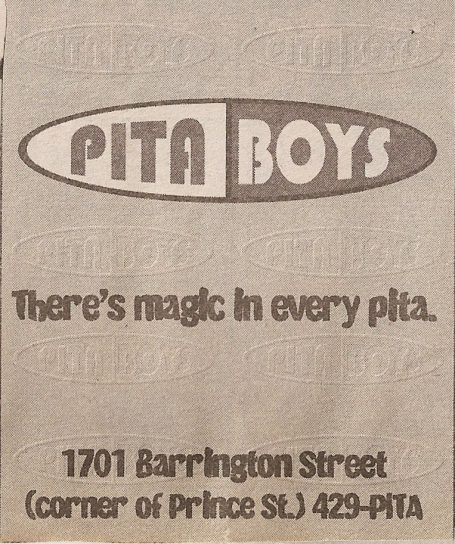 PITA BOYS
There's magic in every pita.
1701 Barrington Street
(corner of Prince St.) 429-PITA